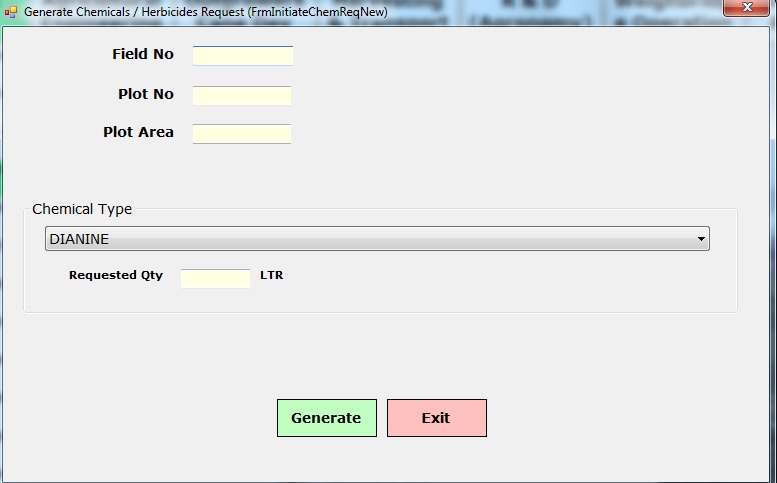 Generate Chemicals / Herbicides Request (FrmInitiateChemReqNew)
R & D
(Agronomy)
Field No
Plot No
Plot Area
Chemical Type
DIANINE
Requested Qty LTR
Generate Exit